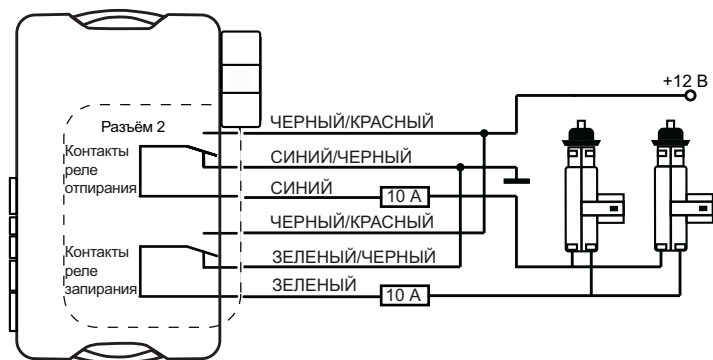 +12 В
Разъём 2
ЧЕРНЫЙ/КРАСНЫЙ
Контакты
реле
отпирания
СИНИЙ/ЧЕРНЫЙ
СИНИЙ
10 А
ЧЕРНЫЙ/КРАСНЫЙ
Контакты
реле
запирания
ЗЕЛЕНЫЙ/ЧЕРНЫЙ
ЗЕЛЕНЫЙ
10 А